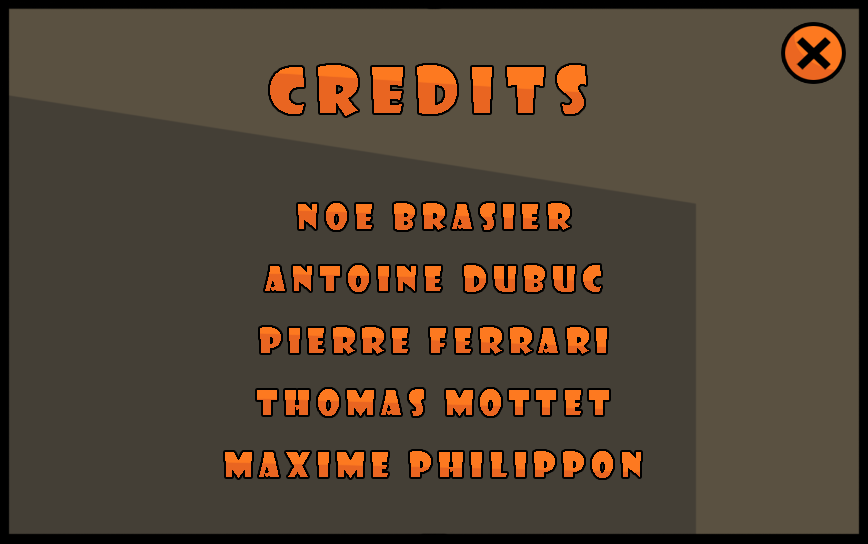 CREDITS
NOE BRASIER
ANTOINE DUBUC
PIERRE FERRARI
THOMAS MOTTET
MAXIME PHILIPPON